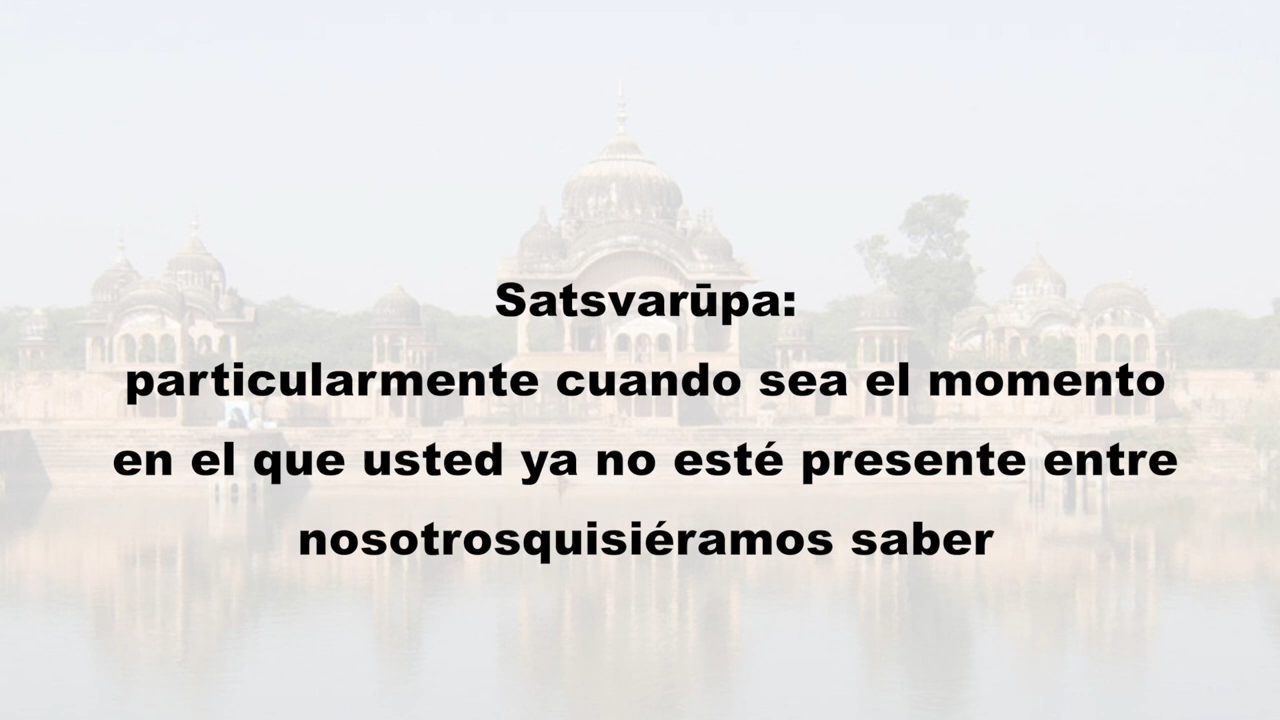 Satsvarūpa:
particularmente cuando sea el momento
en el que usted ya no esté presente entre
nosotrosquisiéramos saber